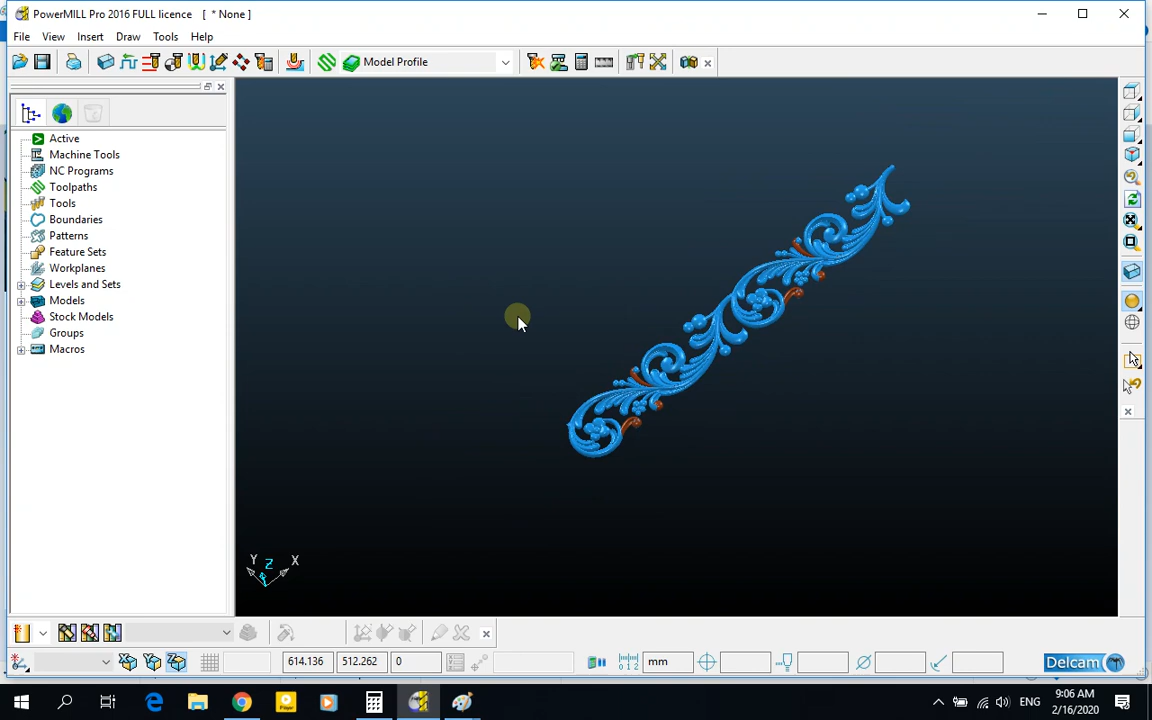 PowerMILL Pro 2016 FULL licence [ * None ]
File View Insert Draw Tools Help
Model Profile
Active
Machine Tools
NC Programs
Toolpaths
Tools
Boundaries
Patterns
Feature Sets
Workplanes
Levels and Sets
Models
Stock Models
Groups
Macros
Y Z X
614.136 512.262 0 mm Delcam
ENG 9:06 AM
2/16/2020